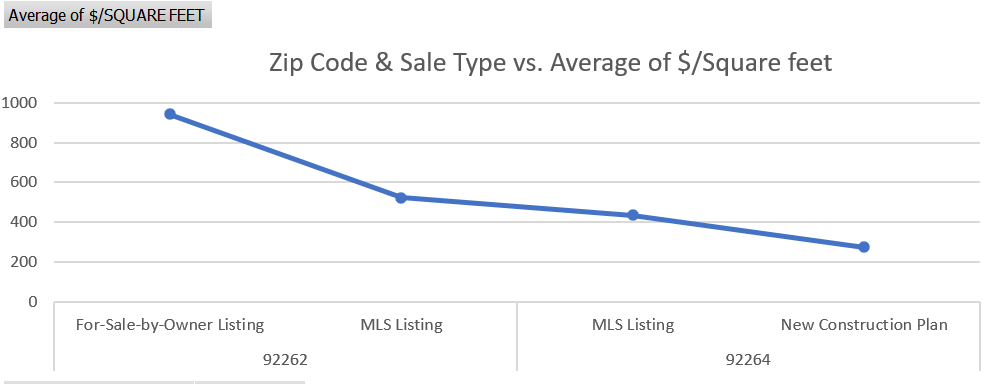 Average of $/SQUARE FEET
Zip Code & Sale Type vs. Average of $/Square feet
1000
800
600
400
200
0
For-Sale-by-Owner Listing MLS Listing MLS Listing New Construction Plan
92262 92264